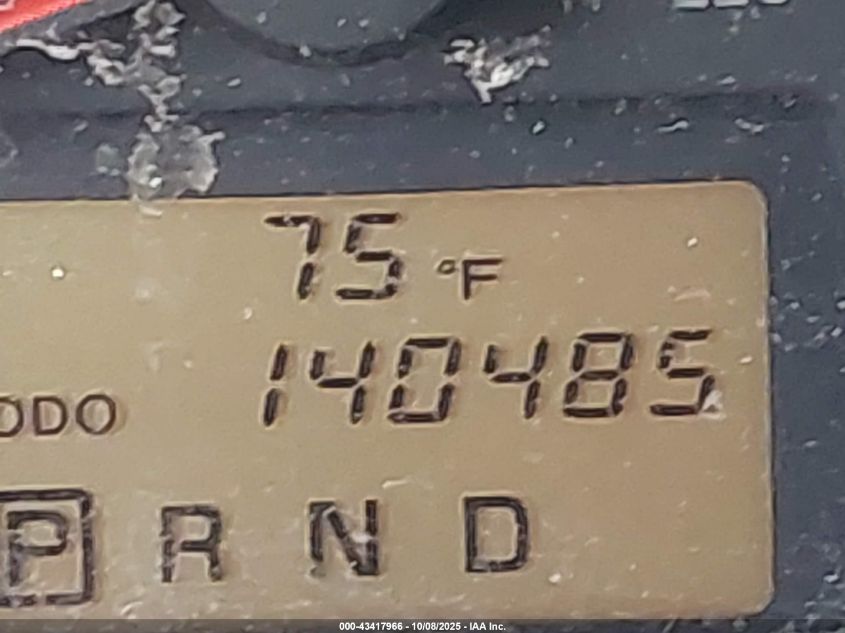 75 °F
ODO 140485
P R N D
000-43417966 - 10/08/2025 - IAA Inc.